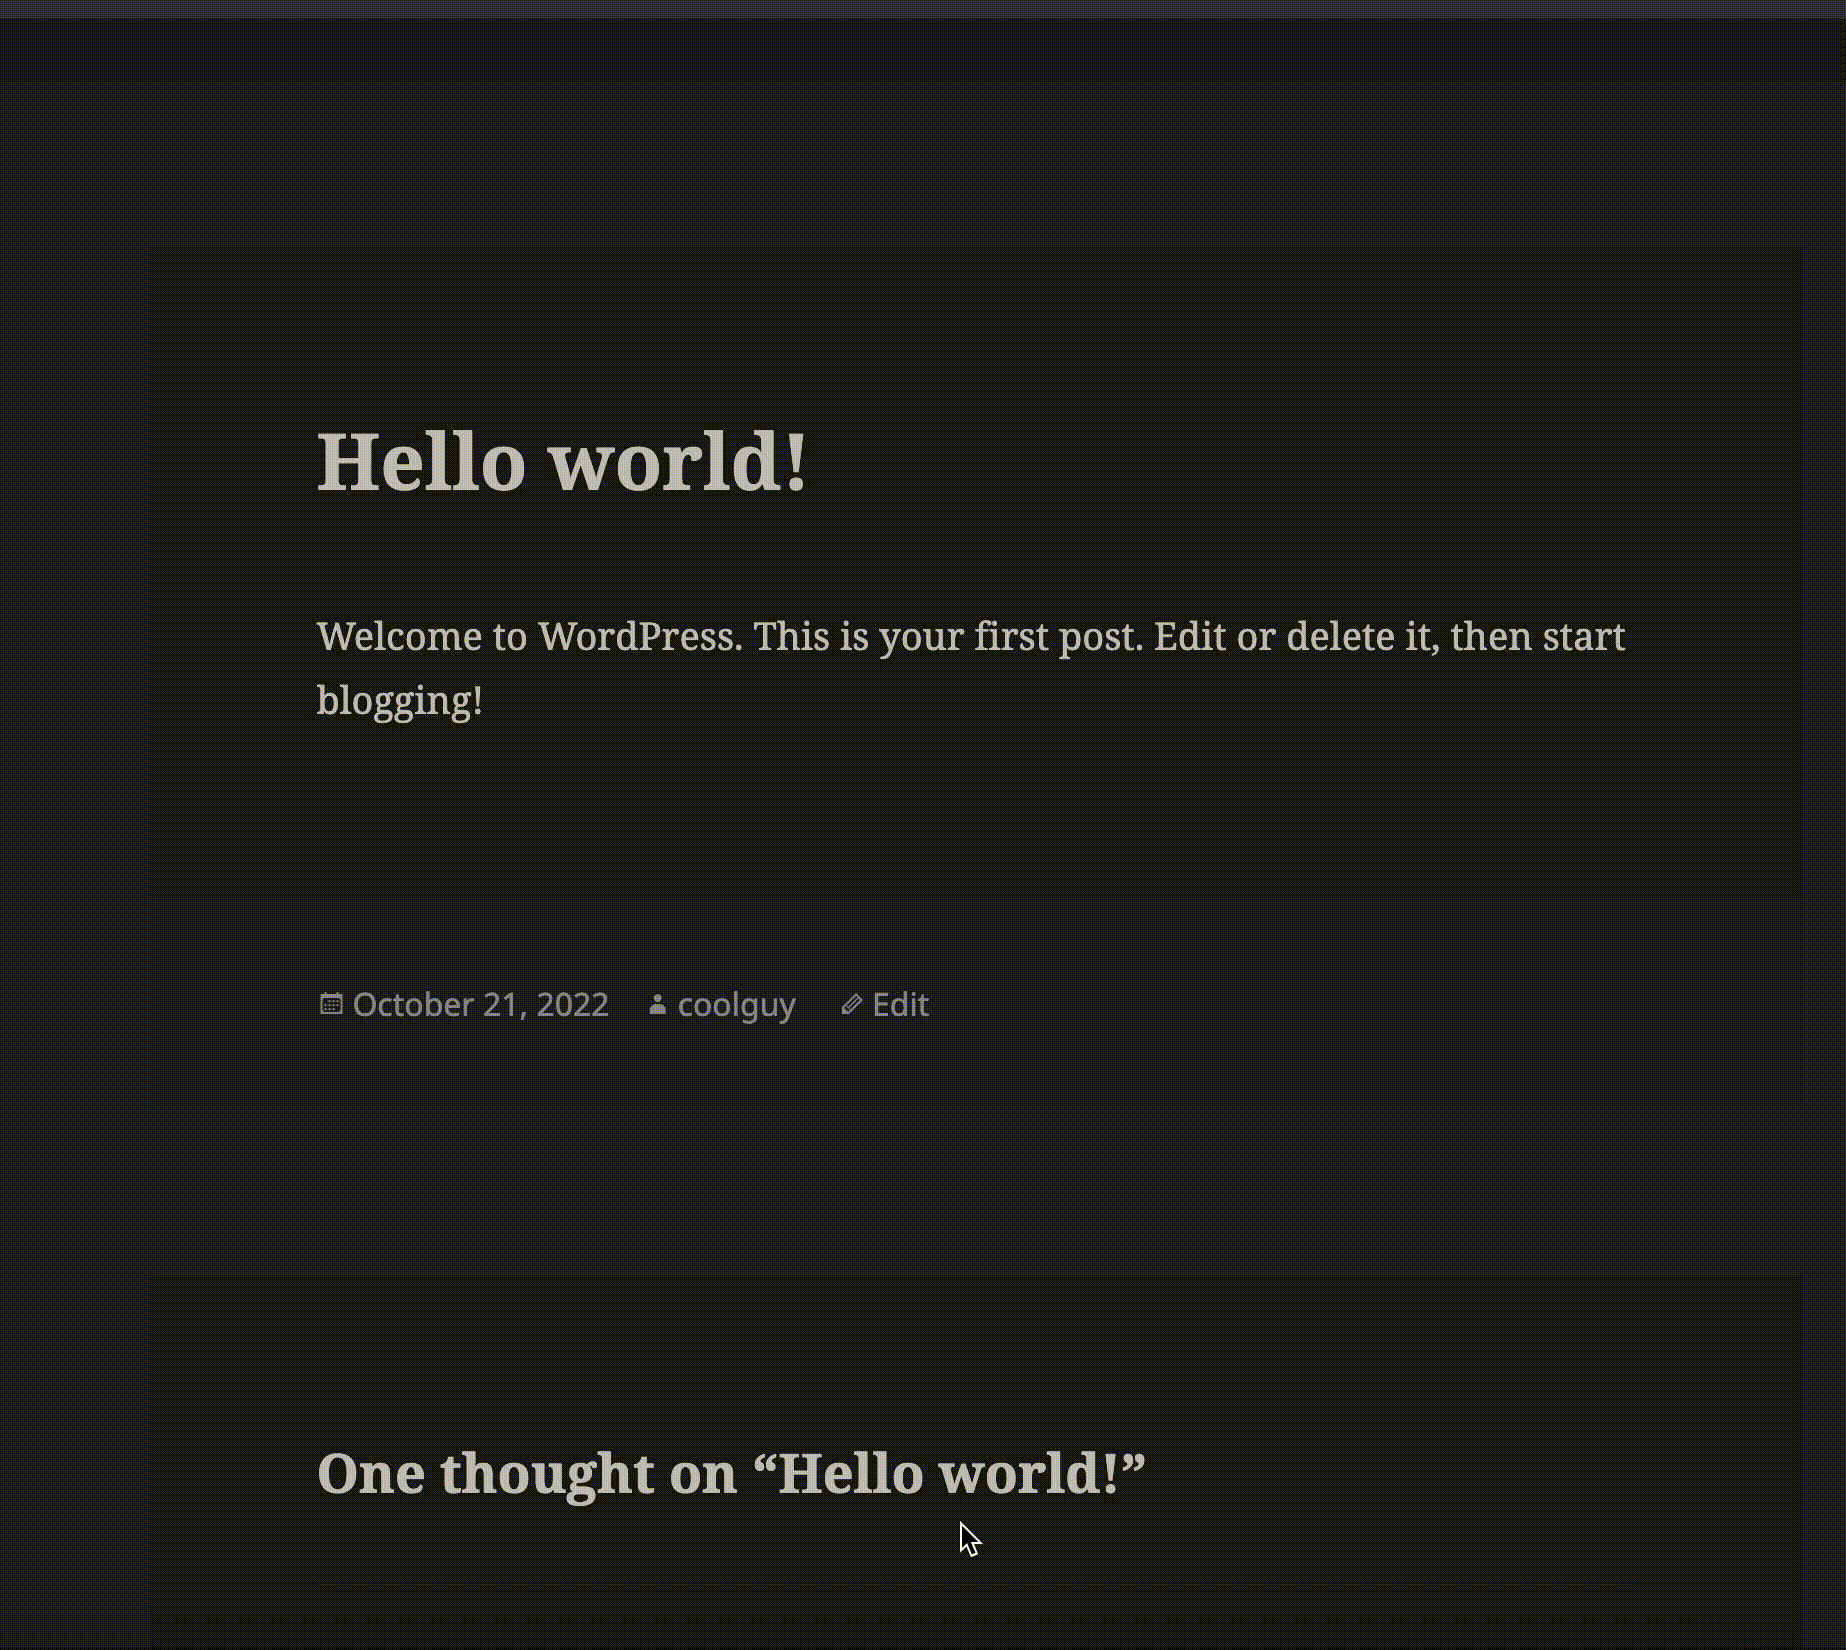 Hello world!
Welcome to WordPress. This is your first post. Edit or delete it, then start
blogging!
October 21, 2022 coolguy Edit
One thought on “Hello world!”